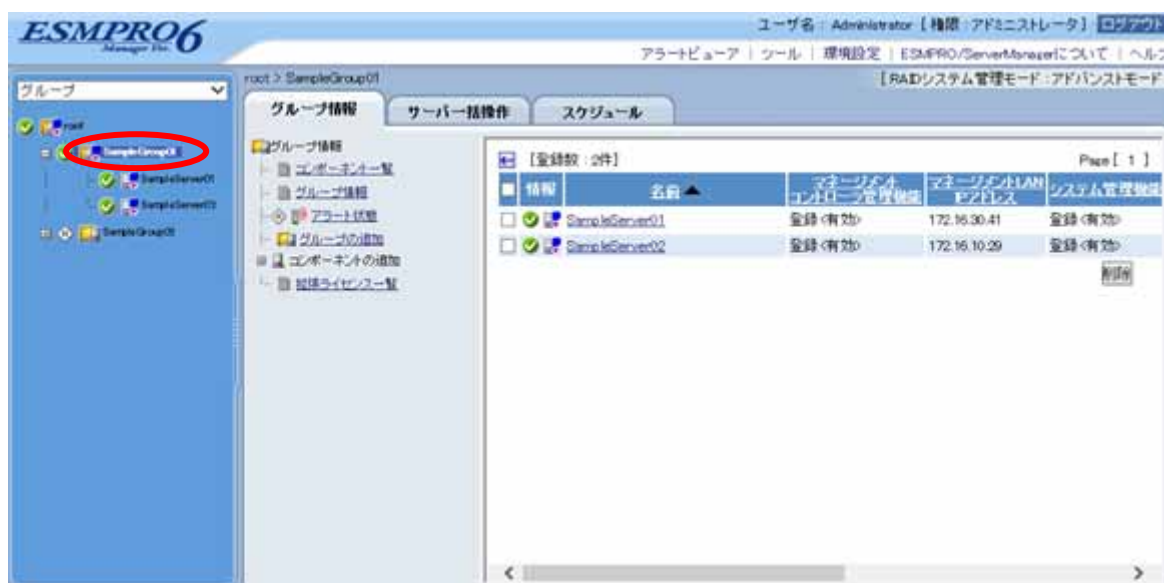 ESMPRO6
Manager Ver.
ユーザ名 : Administrator [ 権限 : アドミニストレータ ] ログアウト
アラートビューア | ツール | 環境設定 | ESMPRO/ServerManagerについて | ヘルプ
グループ
root > SampleGroup01
[ RAIDシステム管理モード : アドバンストモード
グループ情報
サーバ一括操作
スケジュール
root
SampleGroup01
SampleServer01
グループ情報
コンポーネント一覧
グループ情報
アラート状態
グループの追加
コンポーネントの追加
拡張ライセンス一覧
[登録数 : 2件]
Page [ 1 ]
情報 名前▲ マネージメントコントローラ管理機能 マネージメントLAN IPアドレス システム管理機能
SampleServer01 登録<有効> 172.16.30.41 登録<有効>
SampleServer02 登録<有効> 172.16.10.29 登録<有効>
削除